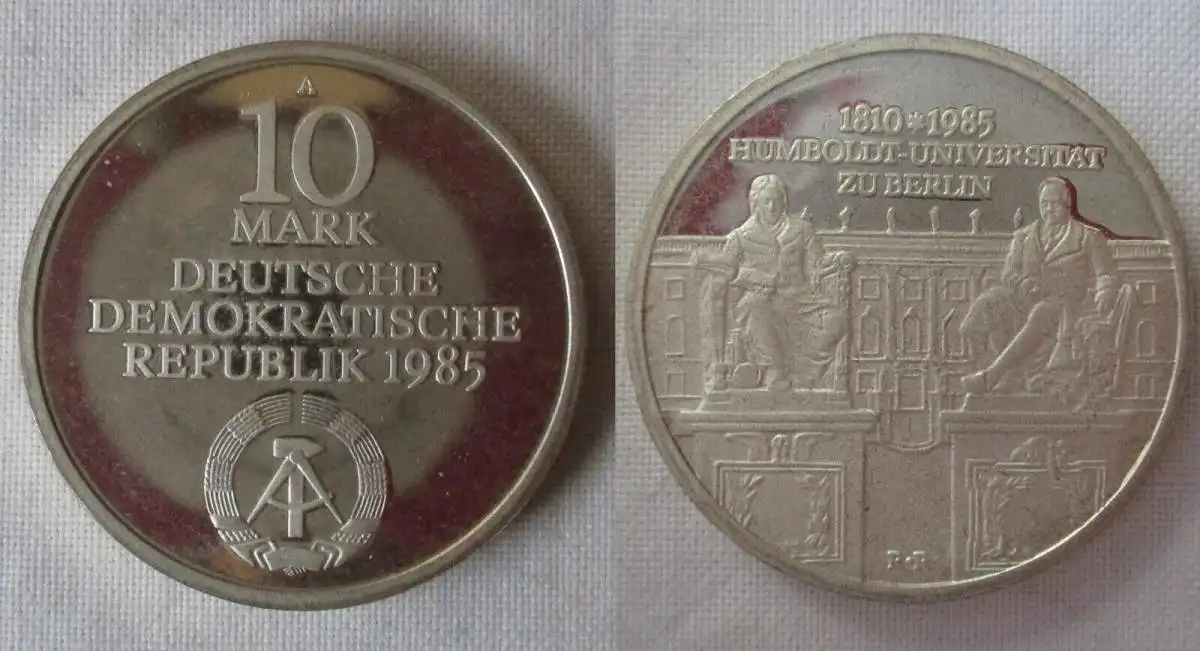 A
10
MARK
DEUTSCHE
DEMOKRATISCHE
REPUBLIK 1985
1810*1985
HUMBOLDT-UNIVERSITÄT
ZU BERLIN